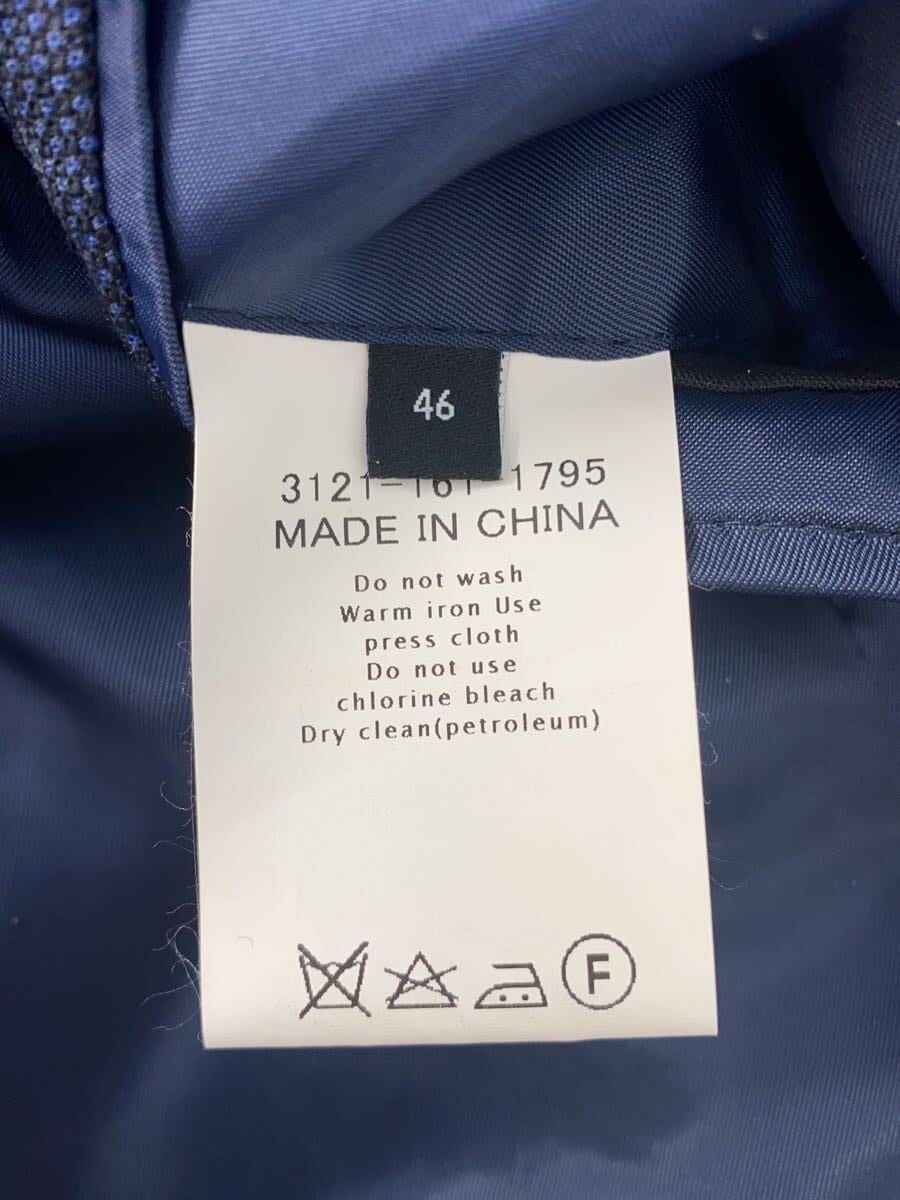 46
3121-161-1795
MADE IN CHINA
Do not wash
Warm iron Use
press cloth
Do not use
chlorine bleach
Dry clean(petroleum)
F